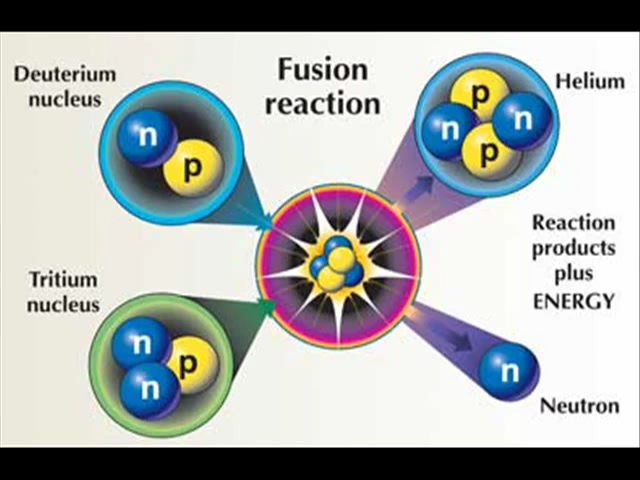 Deuterium
nucleus
n
p
Fusion
reaction
p
n
n
p
Helium
Tritium
nucleus
n
n
p
Reaction
products
plus
ENERGY
n
Neutron